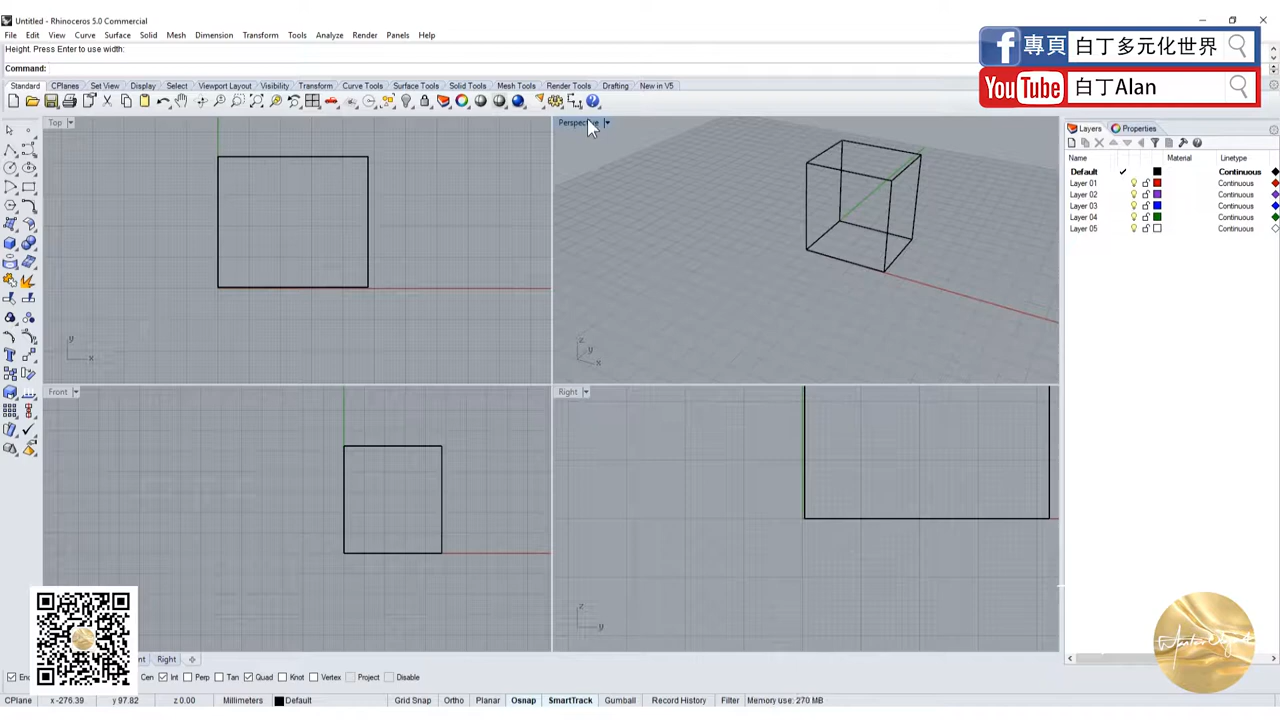 Untitled - Rhinoceros 5.0 Commercial
File Edit View Curve Surface Solid Mesh Dimension Transform Tools Analyze Render Panels Help
Height. Press Enter to use width:
Command:
專頁 白丁多元化世界
YouTube 白丁Alan
Standard CPlanes Set View Display Select Viewport Layout Visibility Transform Curve Tools Surface Tools Solid Tools Mesh Tools Render Tools Drafting New in V5
Top
Perspective
Layers Properties
Name Material Linetype
Default Continuous
Layer 01 Continuous
Layer 02 Continuous
Layer 03 Continuous
Layer 04 Continuous
Layer 05 Continuous
y
x
z
y
x
Front
Right
z
y
Right
Cen Int Perp Tan Quad Knot Vertex Project Disable
CPlane x -276.39 y 97.82 z 0.00 Millimeters Default Grid Snap Ortho Planar Osnap SmartTrack Gumball Record History Filter Memory use: 270 MB